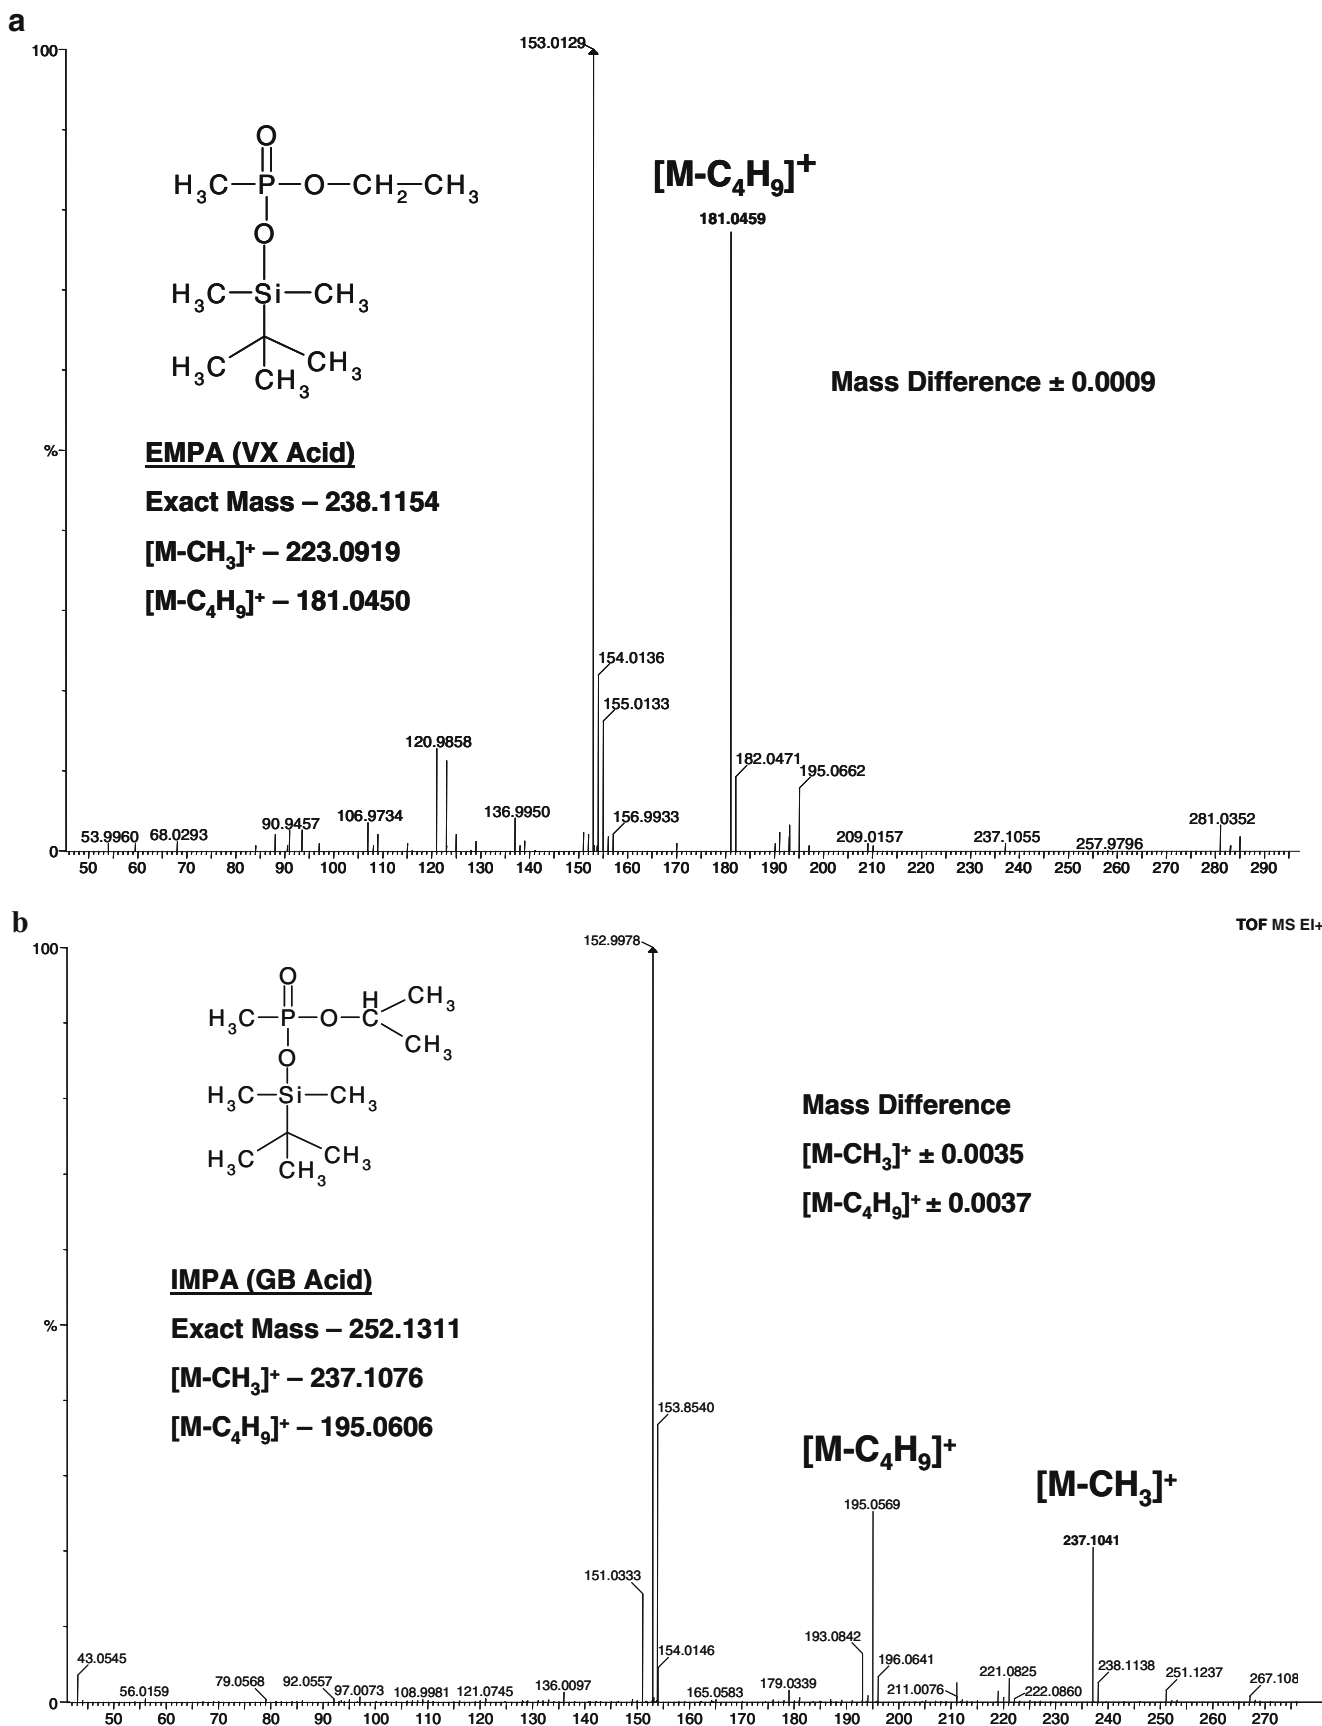 a
100
153.0129
[M-C4H9]+
181.0459
O
H3C P O CH2 CH3
O
H3C Si CH3
H3C CH3 CH3
Mass Difference ± 0.0009
EMPA (VX Acid)
%
Exact Mass – 238.1154
[M-CH3]+ – 223.0919
[M-C4H9]+ – 181.0450
154.0136
155.0133
120.9858
182.0471
195.0662
53.9960 68.0293 90.9457 106.9734 136.9950 156.9933 209.0157 237.1055 257.9796 281.0352
0
50 60 70 80 90 100 110 120 130 140 150 160 170 180 190 200 210 220 230 240 250 260 270 280 290
b
TOF MS EI+
100
152.9978
O
H3C P O C H CH3
CH3
O
H3C Si CH3
H3C CH3 CH3
Mass Difference
[M-CH3]+ ± 0.0035
[M-C4H9]+ ± 0.0037
IMPA (GB Acid)
%
Exact Mass – 252.1311
[M-CH3]+ – 237.1076
[M-C4H9]+ – 195.0606
153.8540
[M-C4H9]+
[M-CH3]+
195.0569
237.1041
151.0333
193.0842
154.0146
43.0545 56.0159 79.0568 92.0557 97.0073 108.9981 121.0745 136.0097 165.0583 179.0339 196.0641 211.0076 221.0825 222.0860 238.1138 251.1237 267.108
0
50 60 70 80 90 100 110 120 130 140 150 160 170 180 190 200 210 220 230 240 250 260 270